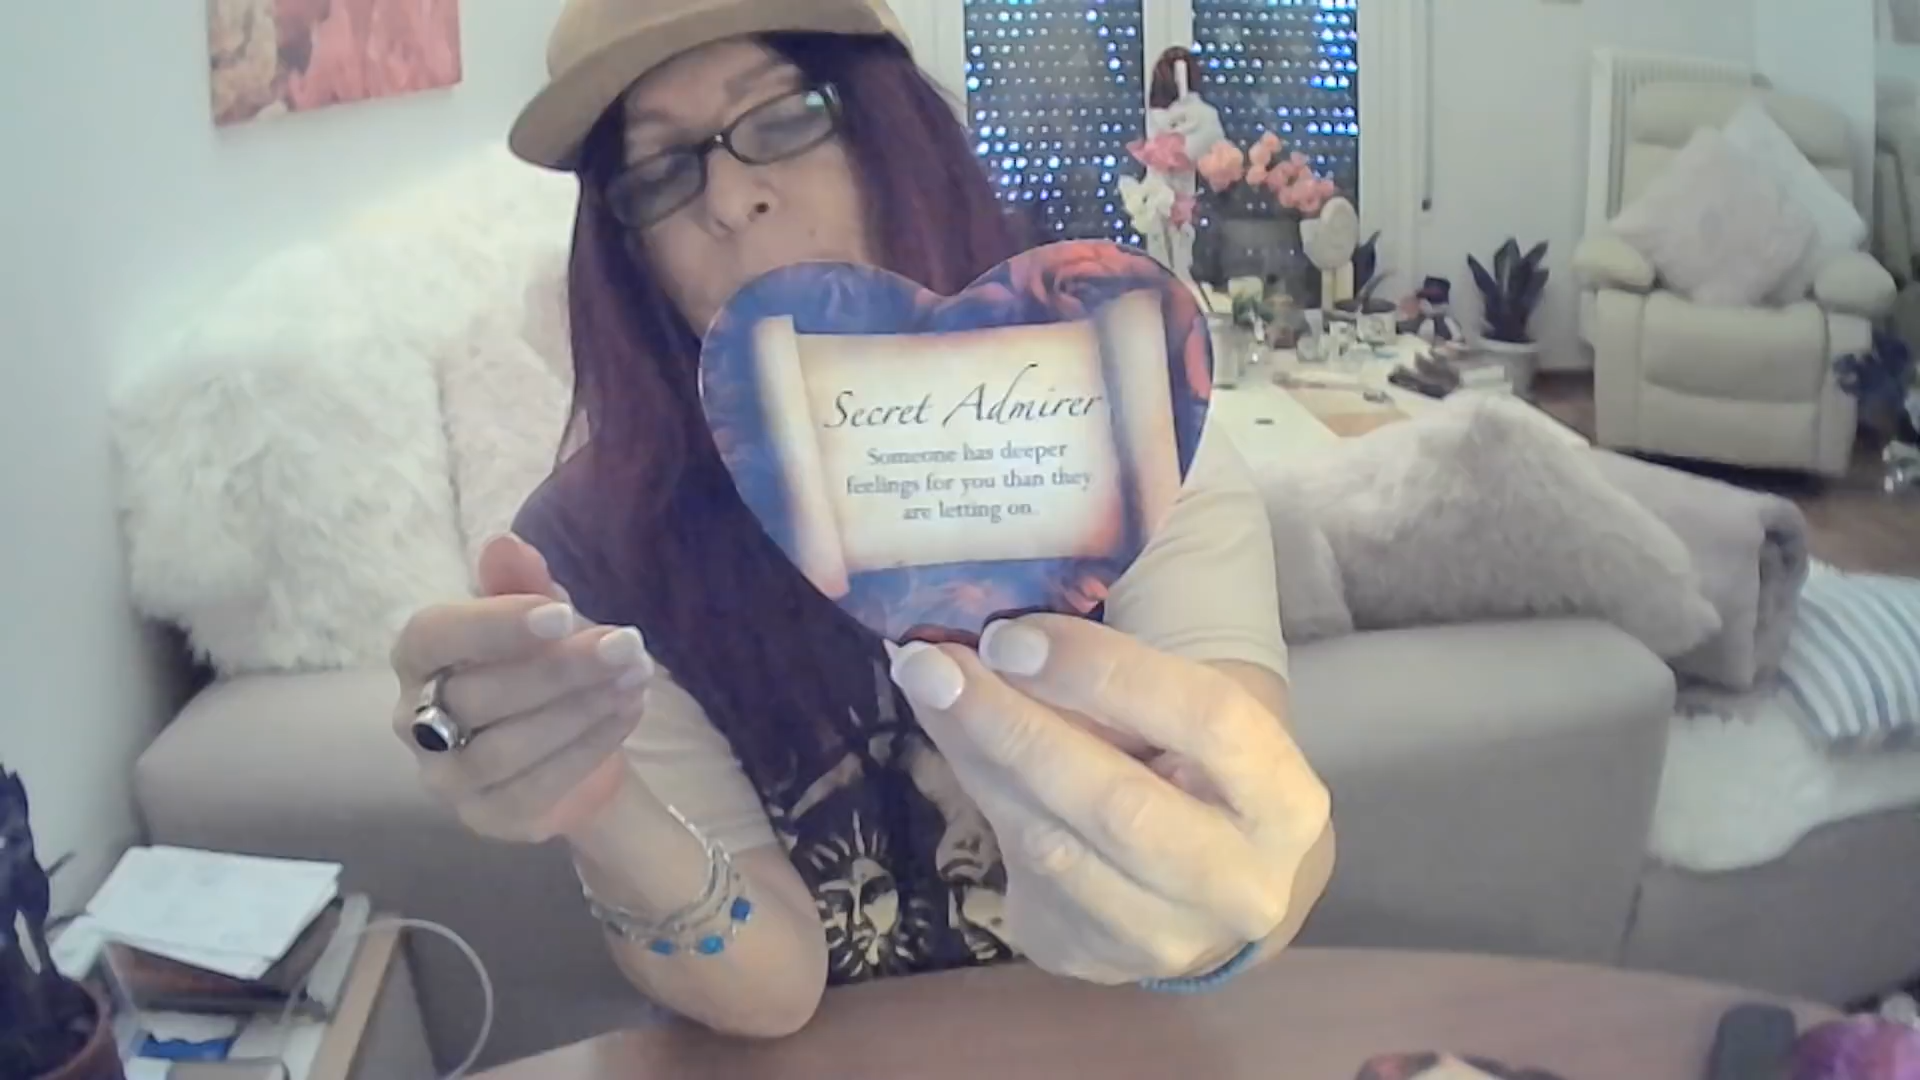 Secret Admirer
Someone has deeper
feelings for you than they
are letting on.